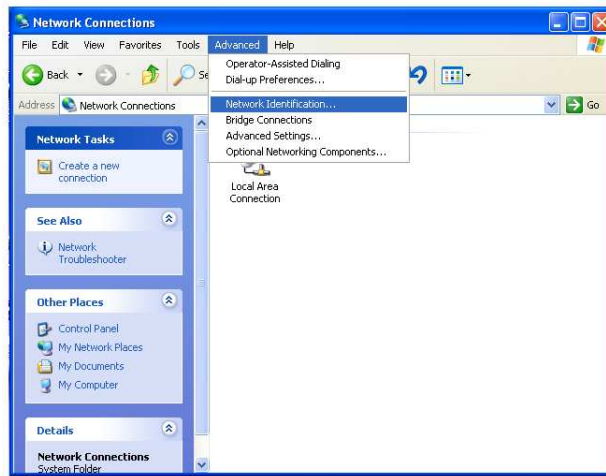 Network Connections
File Edit View Favorites Tools Advanced Help
Operator-Assisted Dialing
Dial-up Preferences...
Network Identification...
Bridge Connections
Advanced Settings...
Optional Networking Components...
Back Se
Address Network Connections Go
Network Tasks
Create a new
connection
See Also
Network
Troubleshooter
Other Places
Control Panel
My Network Places
My Documents
My Computer
Details
Network Connections
System Folder
Local Area
Connection